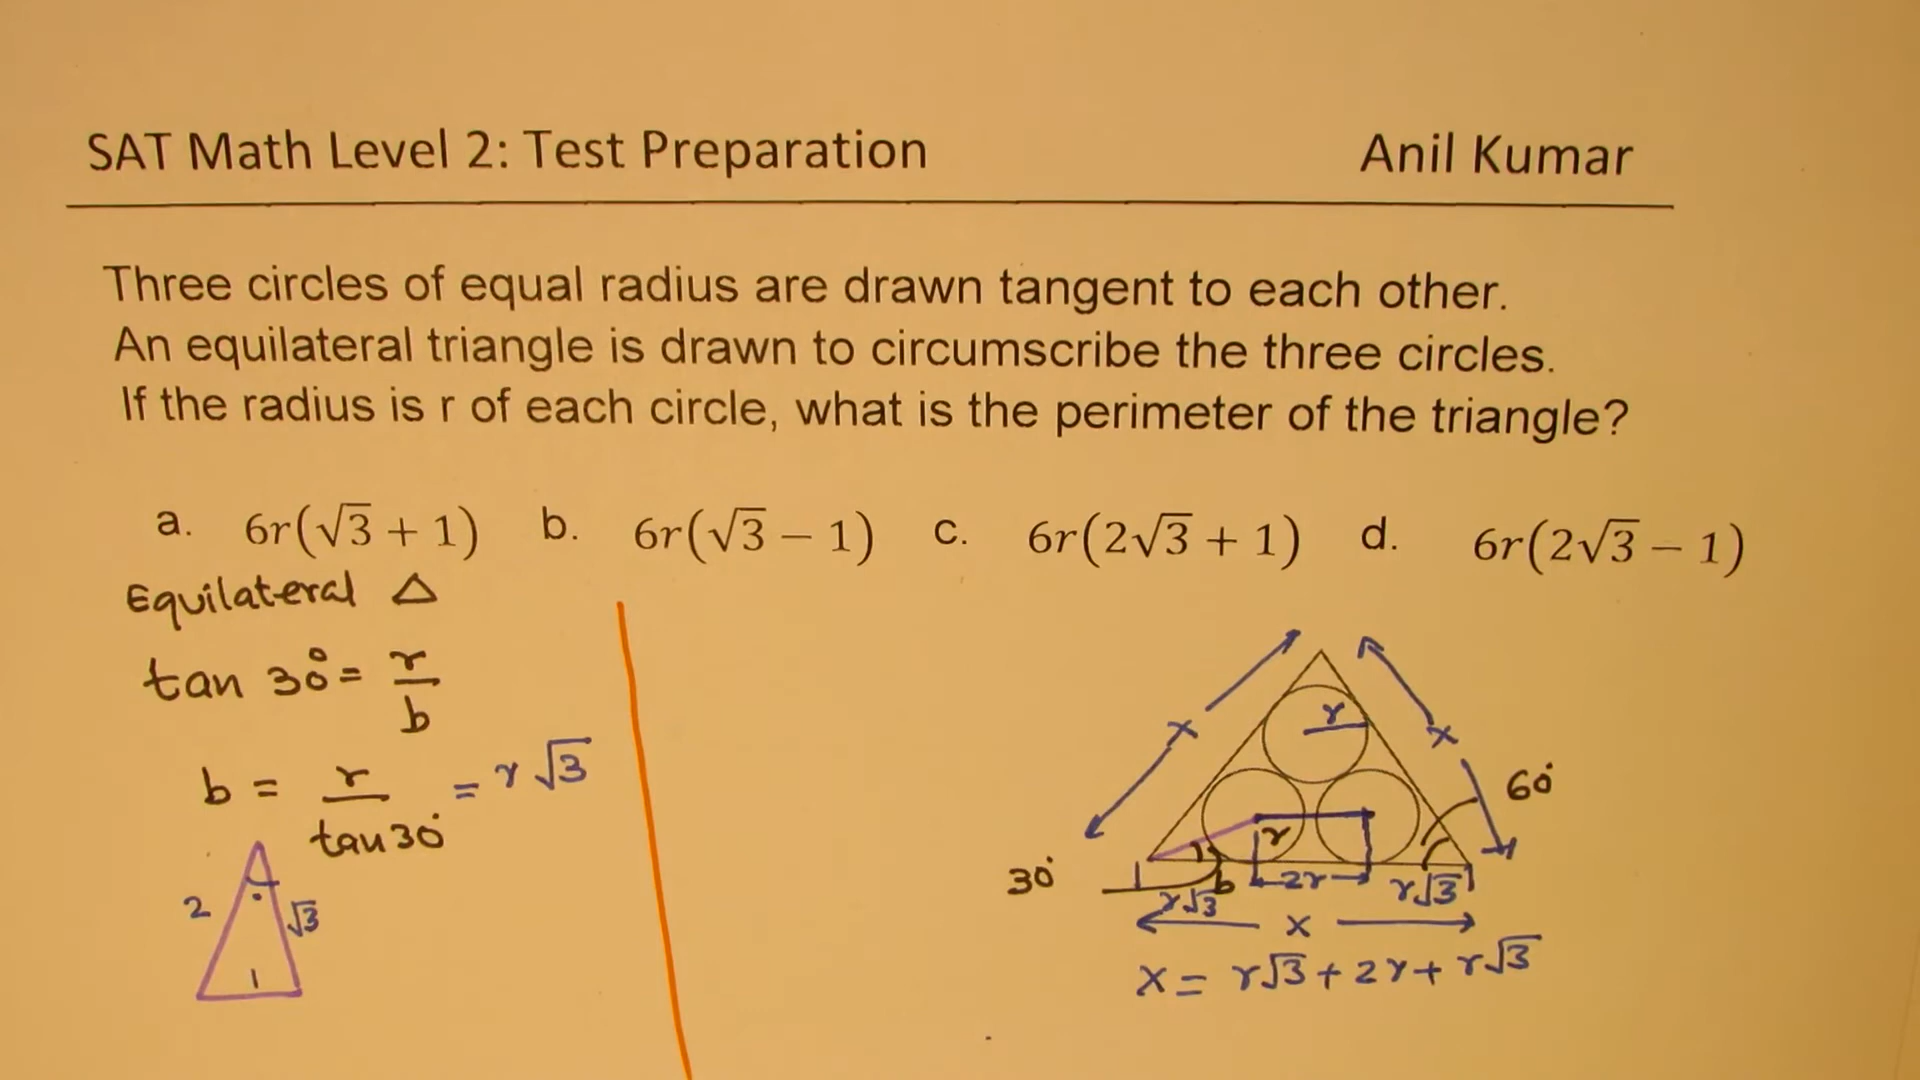 SAT Math Level 2: Test Preparation Anil Kumar
Three circles of equal radius are drawn tangent to each other.
An equilateral triangle is drawn to circumscribe the three circles.
If the radius is r of each circle, what is the perimeter of the triangle?
a. 6r(√3 + 1) b. 6r(√3 − 1) c. 6r(2√3 + 1) d. 6r(2√3 − 1)
Equilateral Δ
tan 30° = r/b
b = r/tan30° = r√3
2 √3
1
x r x
60°
r
30° b 2r r√3
r√3
x
x = r√3 + 2r + r√3